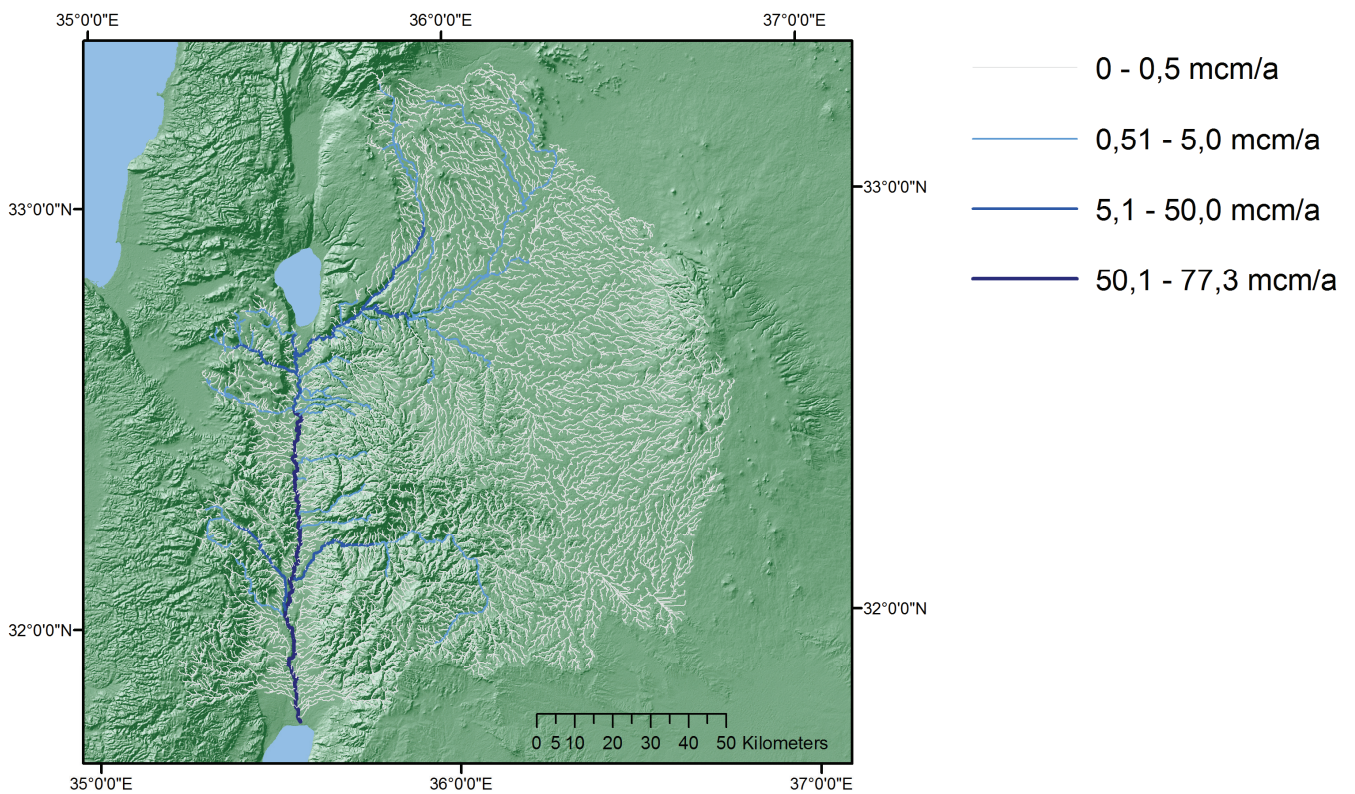 35°0'0"E 36°0'0"E 37°0'0"E
0 - 0,5 mcm/a
0,51 - 5,0 mcm/a
33°0'0"N
33°0'0"N
5,1 - 50,0 mcm/a
50,1 - 77,3 mcm/a
32°0'0"N
32°0'0"N
0 5 10 20 30 40 50 Kilometers
35°0'0"E 36°0'0"E 37°0'0"E